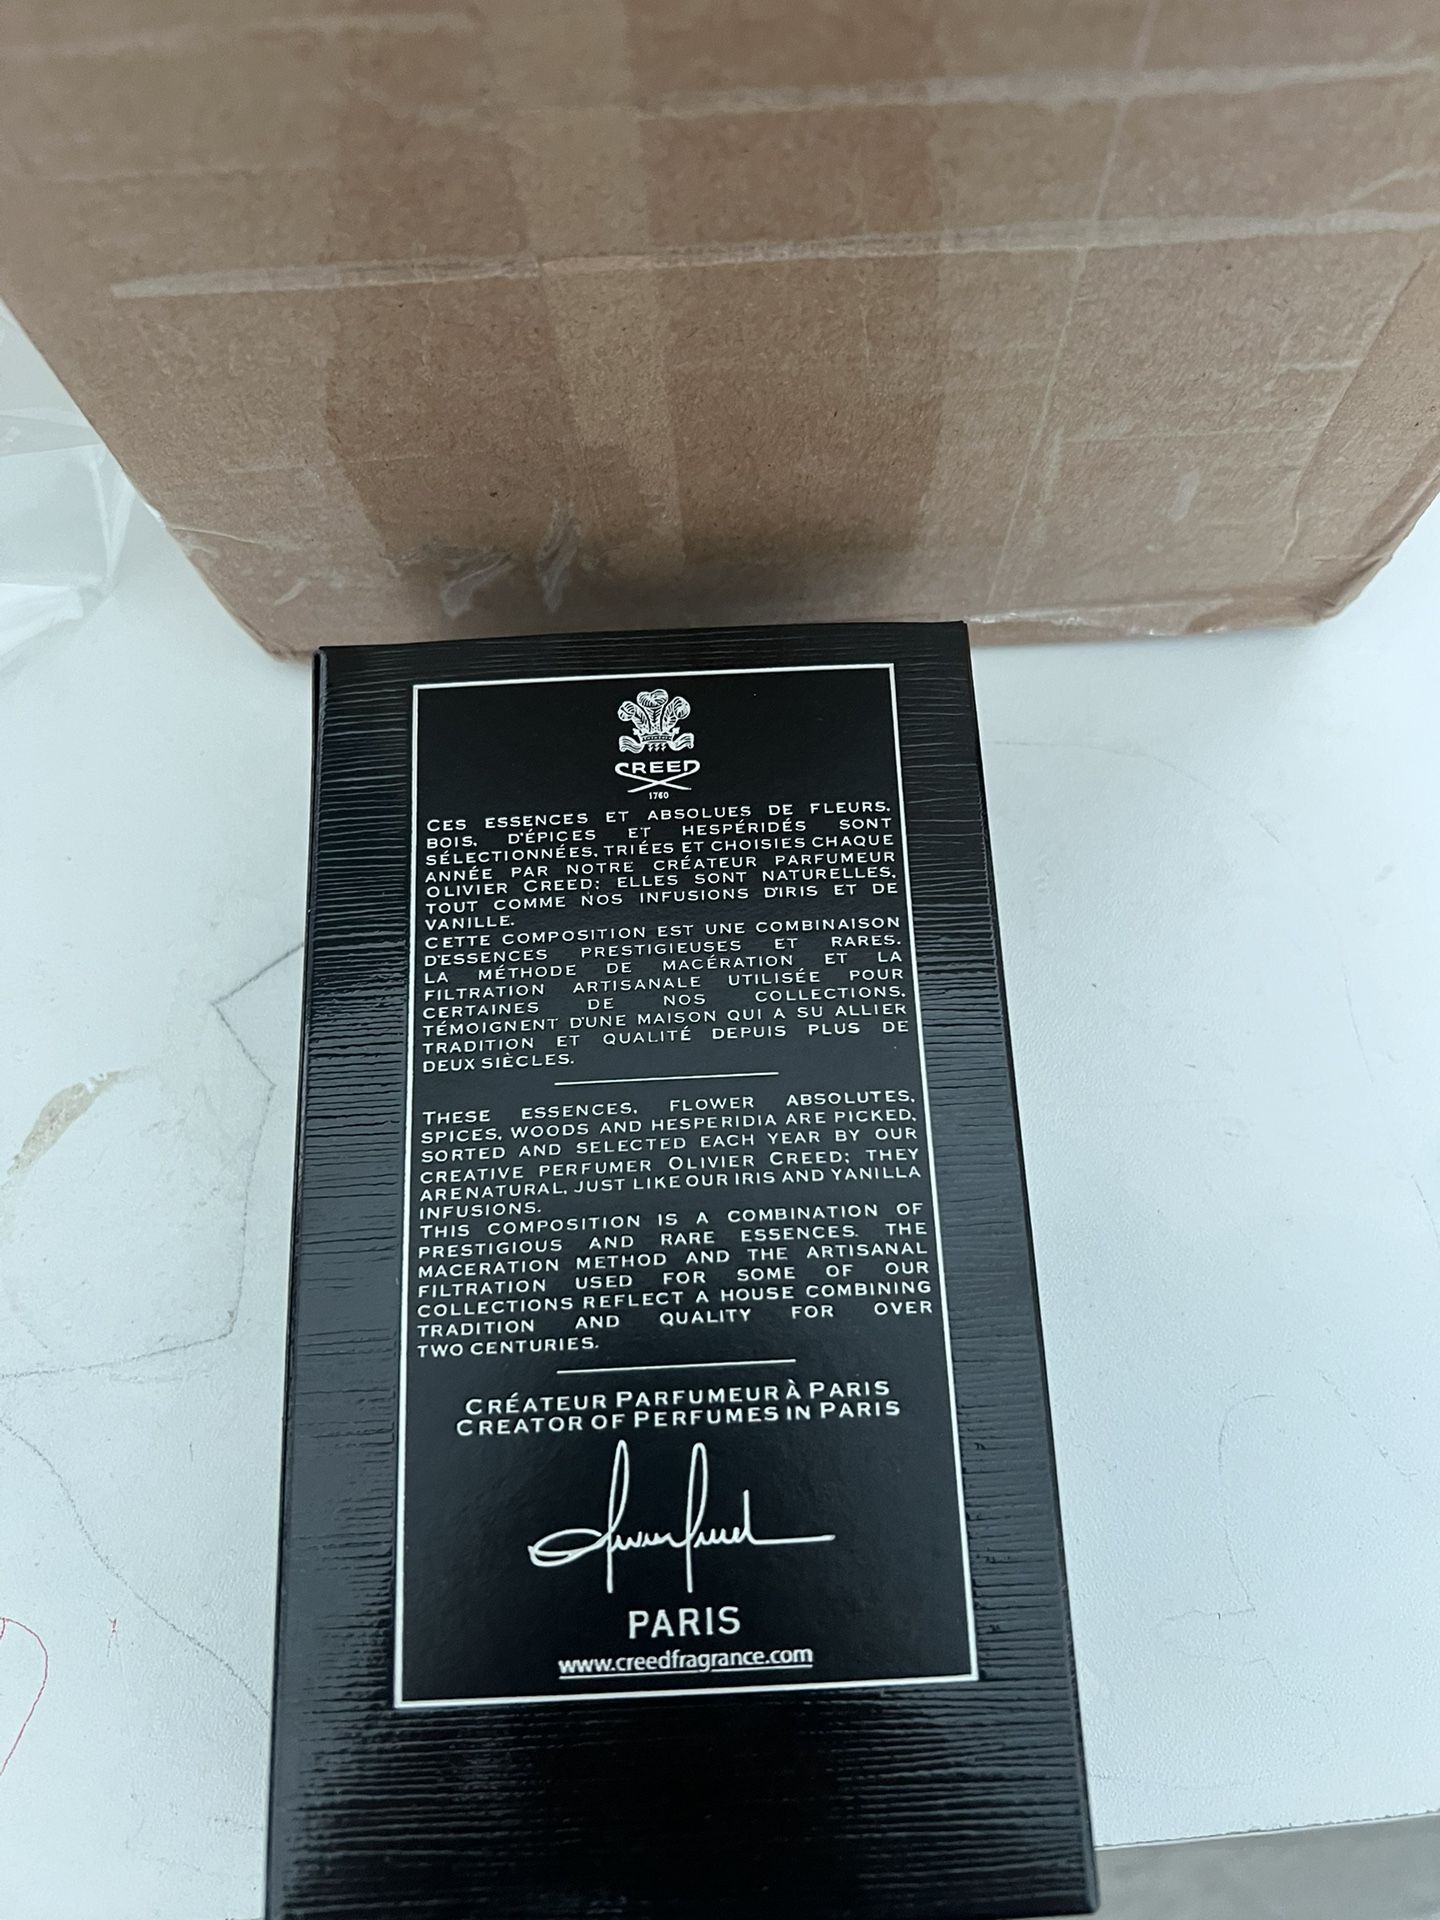 CREED
1760
CES ESSENCES ET ABSOLUES DE FLEURS,
BOIS, D'ÉPICES ET HESPÉRIDÉS SONT
SÉLECTIONNÉES, TRIÉES ET CHOISIES CHAQUE
ANNÉE PAR NOTRE CRÉATEUR PARFUMEUR
OLIVIER CREED; ELLES SONT NATURELLES,
TOUT COMME NOS INFUSIONS D'IRIS ET DE
VANILLE.
CETTE COMPOSITION EST UNE COMBINAISON
D'ESSENCES PRESTIGIEUSES ET RARES.
LA MÉTHODE DE MACÉRATION ET LA
FILTRATION ARTISANALE UTILISÉE POUR
CERTAINES DE NOS COLLECTIONS,
TÉMOIGNENT D'UNE MAISON QUI A SU ALLIER
TRADITION ET QUALITÉ DEPUIS PLUS DE
DEUX SIÈCLES.
THESE ESSENCES, FLOWER ABSOLUTES,
SPICES, WOODS AND HESPERIDIA ARE PICKED,
SORTED AND SELECTED EACH YEAR BY OUR
CREATIVE PERFUMER OLIVIER CREED; THEY
ARENATURAL, JUST LIKE OUR IRIS AND VANILLA
INFUSIONS.
THIS COMPOSITION IS A COMBINATION OF
PRESTIGIOUS AND RARE ESSENCES. THE
MACERATION METHOD AND THE ARTISANAL
FILTRATION USED FOR SOME OF OUR
COLLECTIONS REFLECT A HOUSE COMBINING
TRADITION AND QUALITY FOR OVER
TWO CENTURIES.
CRÉATEUR PARFUMEUR À PARIS
CREATOR OF PERFUMES IN PARIS
Olivier Creed
PARIS
www.creedfragrance.com